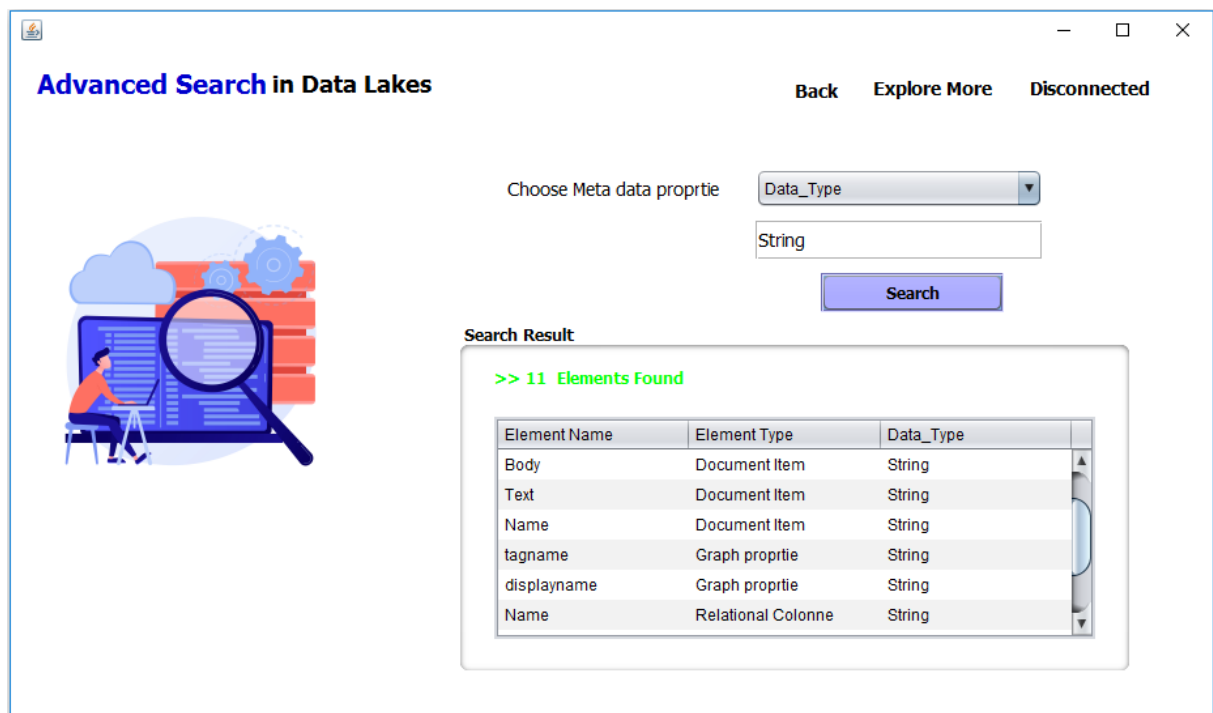 Advanced Search in Data Lakes
Back Explore More Disconnected
Choose Meta data proprtie Data_Type
String
Search
Search Result
>> 11 Elements Found
Element Name Element Type Data_Type
Body Document Item String
Text Document Item String
Name Document Item String
tagname Graph proprtie String
displayname Graph proprtie String
Name Relational Colonne String